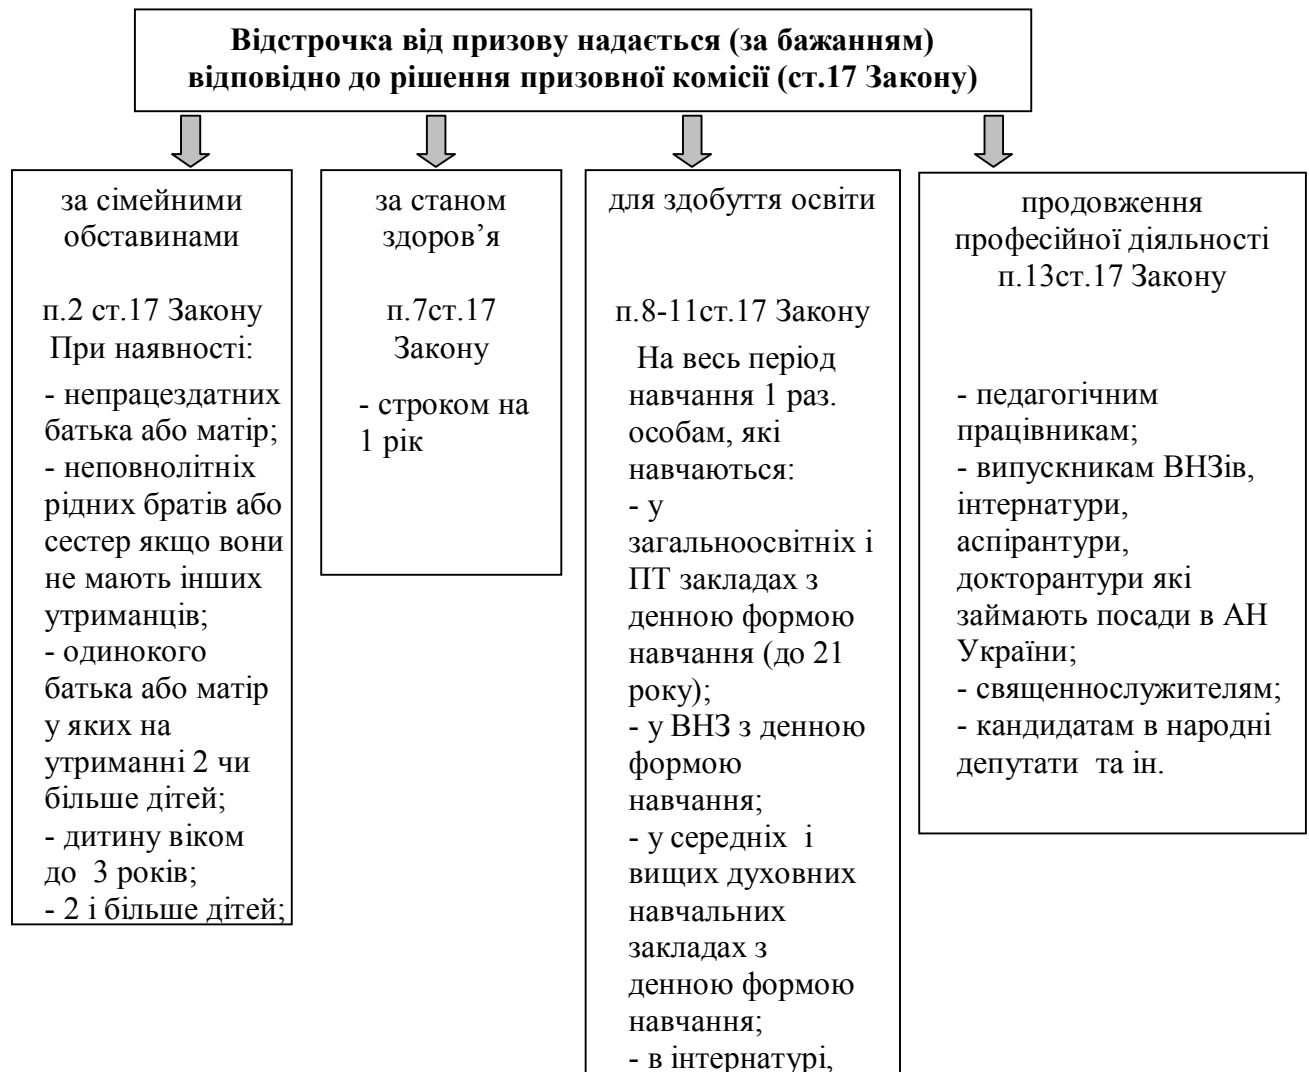 Відстрочка від призову надається (за бажанням)
відповідно до рішення призовної комісії (ст.17 Закону)
за сімейними
обставинами
п.2 ст.17 Закону
При наявності:
- непрацездатних
батька або матір;
- неповнолітніх
рідних братів або
сестер якщо вони
не мають інших
утриманців;
- одинокого
батька або матір
у яких на
утриманні 2 чи
більше дітей;
- дитину віком
до 3 років;
- 2 і більше дітей;
за станом
здоров’я
п.7ст.17
Закону
- строком на
1 рік
для здобуття освіти
п.8-11ст.17 Закону
На весь період
навчання 1 раз.
особам, які
навчаються:
- у
загальноосвітніх і
ПТ закладах з
денною формою
навчання (до 21
року);
- у ВНЗ з денною
формою
навчання;
- у середніх і
вищих духовних
навчальних
закладах з
денною формою
навчання;
- в інтернатурі,
продовження
професійної діяльності
п.13ст.17 Закону
- педагогічним
працівникам;
- випускникам ВНЗів,
інтернатури,
аспірантури,
докторантури які
займають посади в АН
України;
- священнослужителям;
- кандидатам в народні
депутати та ін.